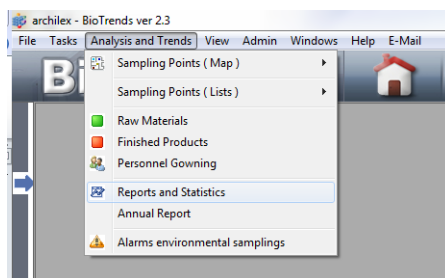 archilex - BioTrends ver 2.3
File Tasks Analysis and Trends View Admin Windows Help E-Mail
Sampling Points ( Map )
Sampling Points ( Lists )
Raw Materials
Finished Products
Personnel Gowning
Reports and Statistics
Annual Report
Alarms environmental samplings